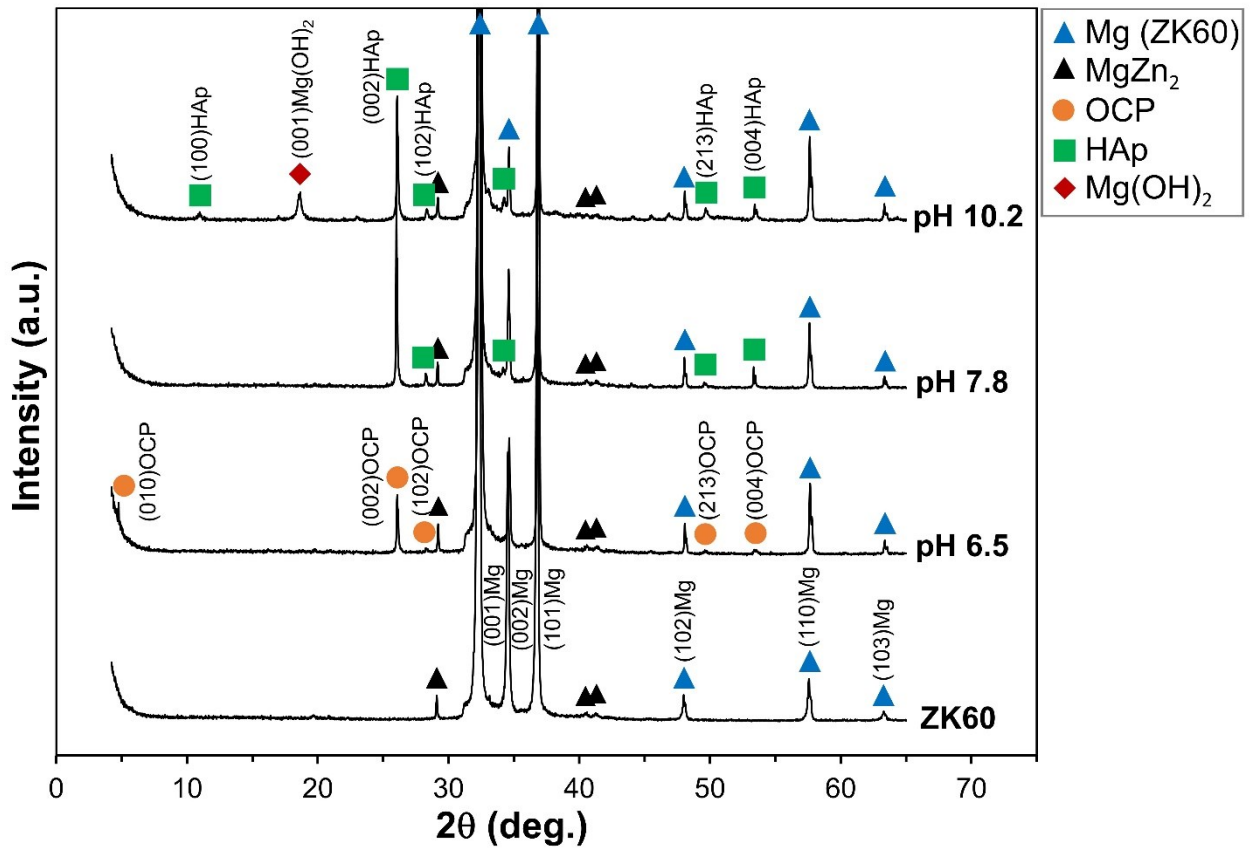 Mg (ZK60)
MgZn₂
OCP
HAp
Mg(OH)₂
(100)HAp
(001)Mg(OH)₂
(002)HAp
(102)HAp
(213)HAp
(004)HAp
pH 10.2
pH 7.8
(010)OCP
(002)OCP
(102)OCP
(213)OCP
(004)OCP
pH 6.5
(001)Mg
(002)Mg
(101)Mg
(102)Mg
(110)Mg
(103)Mg
ZK60
Intensity (a.u.)
0 10 20 30 40 50 60 70
2θ (deg.)